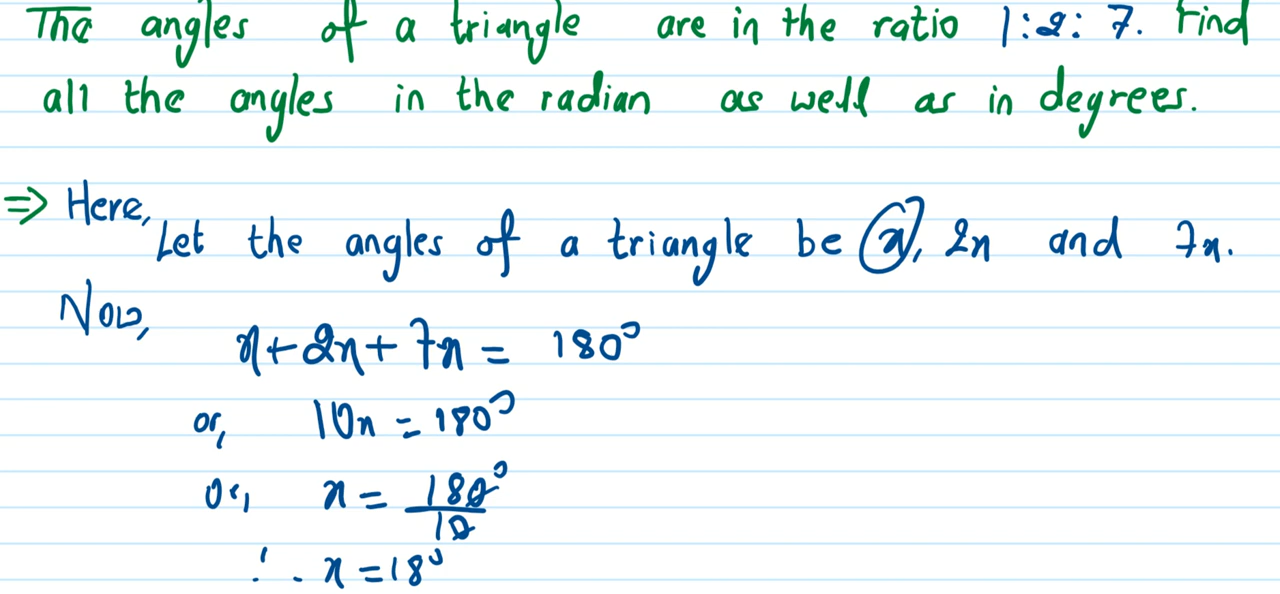 The angles of a triangle are in the ratio 1:2:7. Find
all the angles in the radian as well as in degrees.
⇒ Here,
Let the angles of a triangle be x, 2x and 7x.
Now,
x+2x+7x = 180°
or, 10x = 180°
or, x = 180°/10
∴ x = 18°